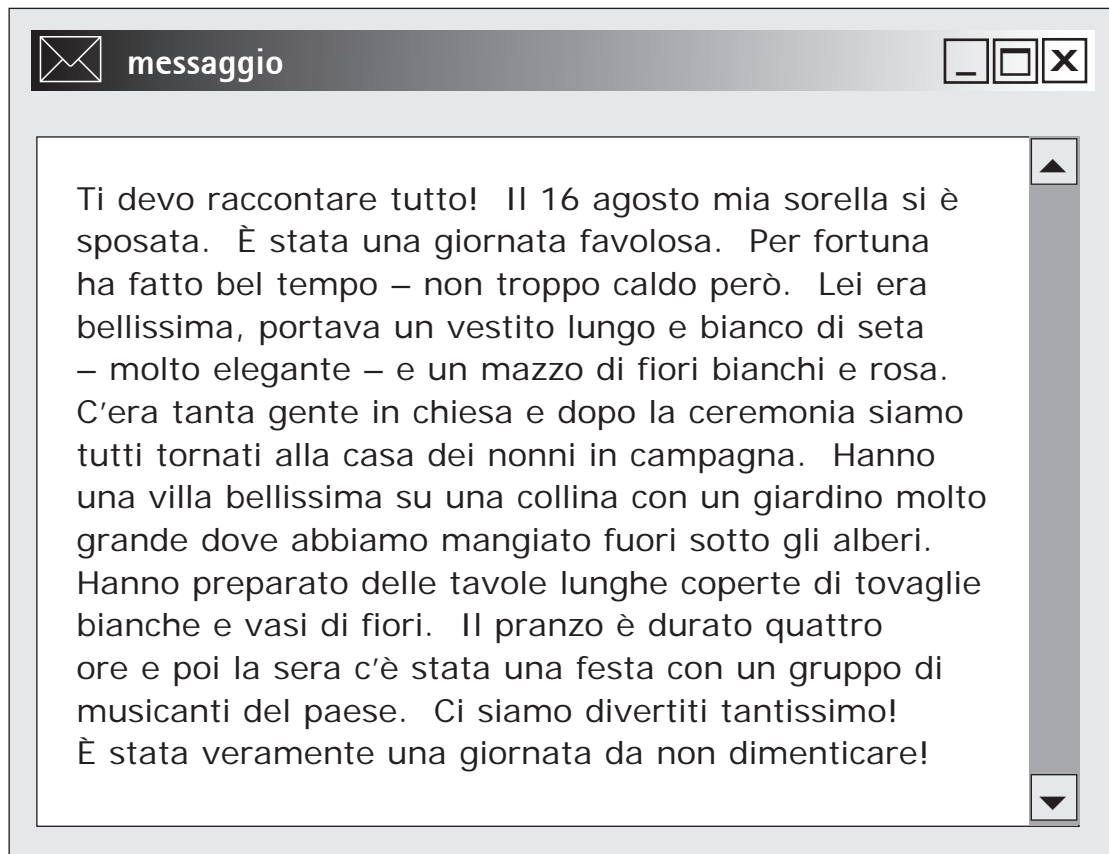 messaggio
Ti devo raccontare tutto!  Il 16 agosto mia sorella si è
sposata.  È stata una giornata favolosa.  Per fortuna
ha fatto bel tempo – non troppo caldo però.  Lei era
bellissima, portava un vestito lungo e bianco di seta
– molto elegante – e un mazzo di fiori bianchi e rosa.
C’era tanta gente in chiesa e dopo la ceremonia siamo
tutti tornati alla casa dei nonni in campagna.  Hanno
una villa bellissima su una collina con un giardino molto
grande dove abbiamo mangiato fuori sotto gli alberi.
Hanno preparato delle tavole lunghe coperte di tovaglie
bianche e vasi di fiori.  Il pranzo è durato quattro
ore e poi la sera c’è stata una festa con un gruppo di
musicanti del paese.  Ci siamo divertiti tantissimo!
È stata veramente una giornata da non dimenticare!